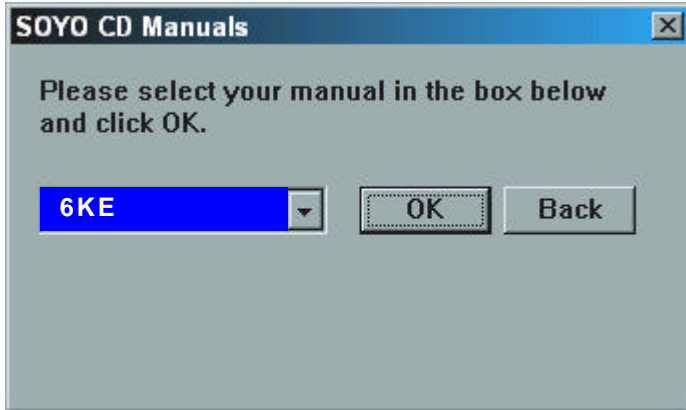 SOYO CD Manuals
Please select your manual in the box below
and click OK.
6KE OK Back